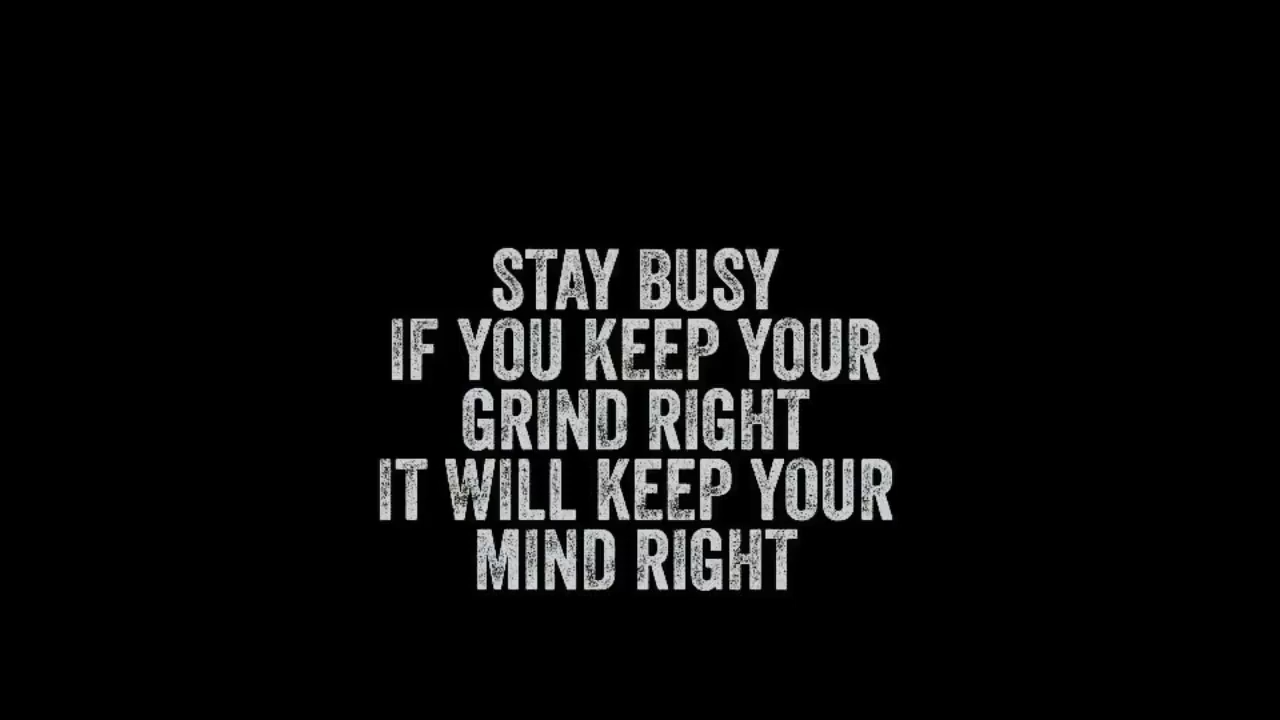 STAY BUSY
IF YOU KEEP YOUR
GRIND RIGHT
IT WILL KEEP YOUR
MIND RIGHT